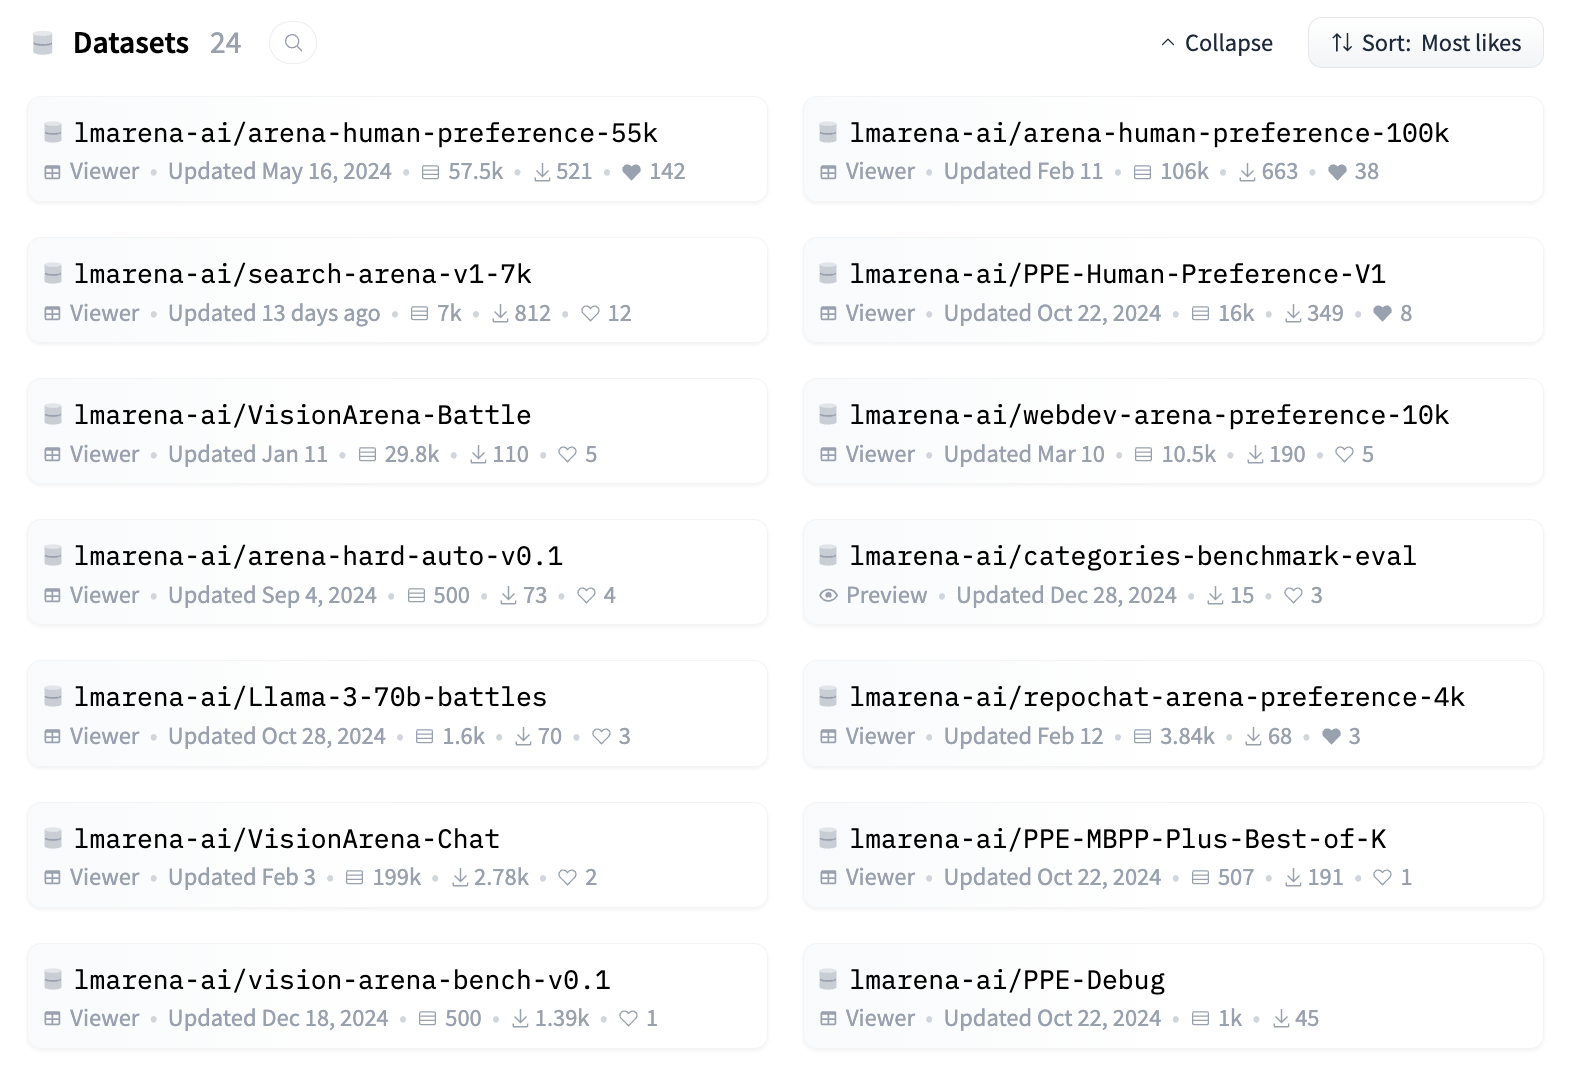 Datasets 24
Collapse
Sort: Most likes
lmarena-ai/arena-human-preference-55k
Viewer • Updated May 16, 2024 • 57.5k • 521 • 142
lmarena-ai/arena-human-preference-100k
Viewer • Updated Feb 11 • 106k • 663 • 38
lmarena-ai/search-arena-v1-7k
Viewer • Updated 13 days ago • 7k • 812 • 12
lmarena-ai/PPE-Human-Preference-V1
Viewer • Updated Oct 22, 2024 • 16k • 349 • 8
lmarena-ai/VisionArena-Battle
Viewer • Updated Jan 11 • 29.8k • 110 • 5
lmarena-ai/webdev-arena-preference-10k
Viewer • Updated Mar 10 • 10.5k • 190 • 5
lmarena-ai/arena-hard-auto-v0.1
Viewer • Updated Sep 4, 2024 • 500 • 73 • 4
lmarena-ai/categories-benchmark-eval
Preview • Updated Dec 28, 2024 • 15 • 3
lmarena-ai/Llama-3-70b-battles
Viewer • Updated Oct 28, 2024 • 1.6k • 70 • 3
lmarena-ai/repochat-arena-preference-4k
Viewer • Updated Feb 12 • 3.84k • 68 • 3
lmarena-ai/VisionArena-Chat
Viewer • Updated Feb 3 • 199k • 2.78k • 2
lmarena-ai/PPE-MBPP-Plus-Best-of-K
Viewer • Updated Oct 22, 2024 • 507 • 191 • 1
lmarena-ai/vision-arena-bench-v0.1
Viewer • Updated Dec 18, 2024 • 500 • 1.39k • 1
lmarena-ai/PPE-Debug
Viewer • Updated Oct 22, 2024 • 1k • 45